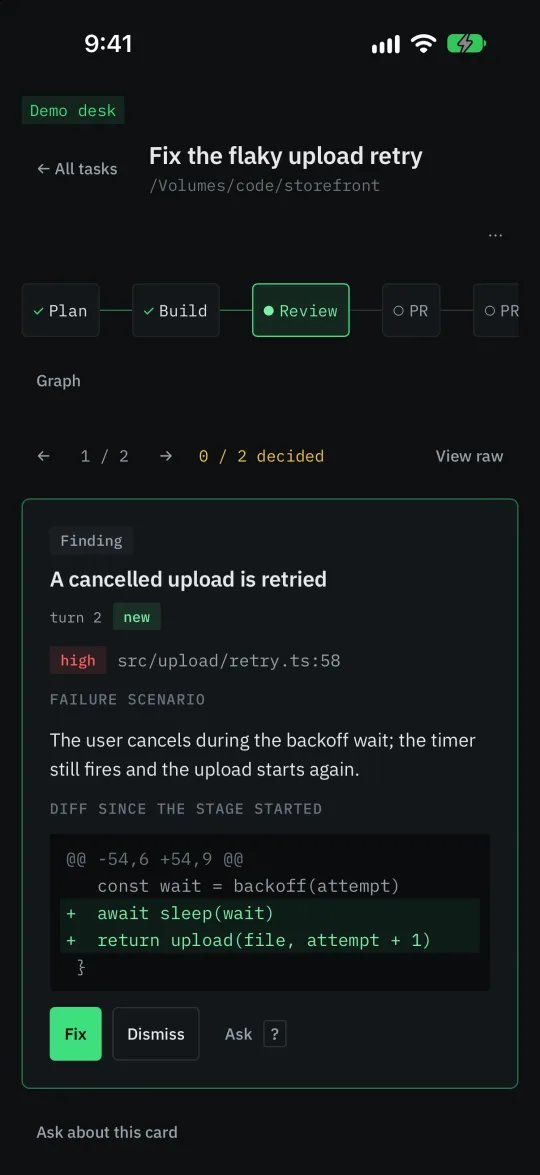 9:41
Demo desk
← All tasks
Fix the flaky upload retry
/Volumes/code/storefront
...
✓ Plan
✓ Build
● Review
○ PR
○ PR
Graph
← 1 / 2 → 0 / 2 decided View raw
Finding
A cancelled upload is retried
turn 2 new
high src/upload/retry.ts:58
FAILURE SCENARIO
The user cancels during the backoff wait; the timer
still fires and the upload starts again.
DIFF SINCE THE STAGE STARTED
@@ -54,6 +54,9 @@
const wait = backoff(attempt)
+ await sleep(wait)
+ return upload(file, attempt + 1)
}
Fix Dismiss Ask ?
Ask about this card